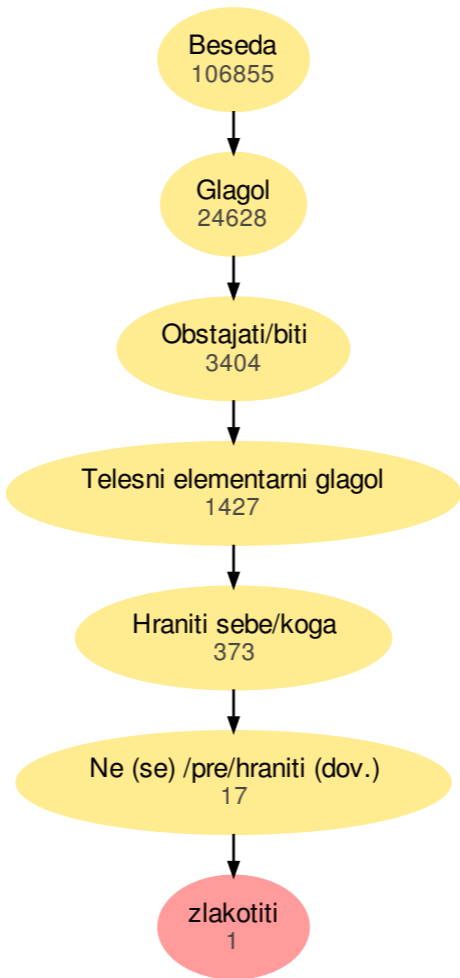 Beseda
106855
Glagol
24628
Obstajati/biti
3404
Telesni elementarni glagol
1427
Hraniti sebe/koga
373
Ne (se) /pre/hraniti (dov.)
17
zlakotiti
1